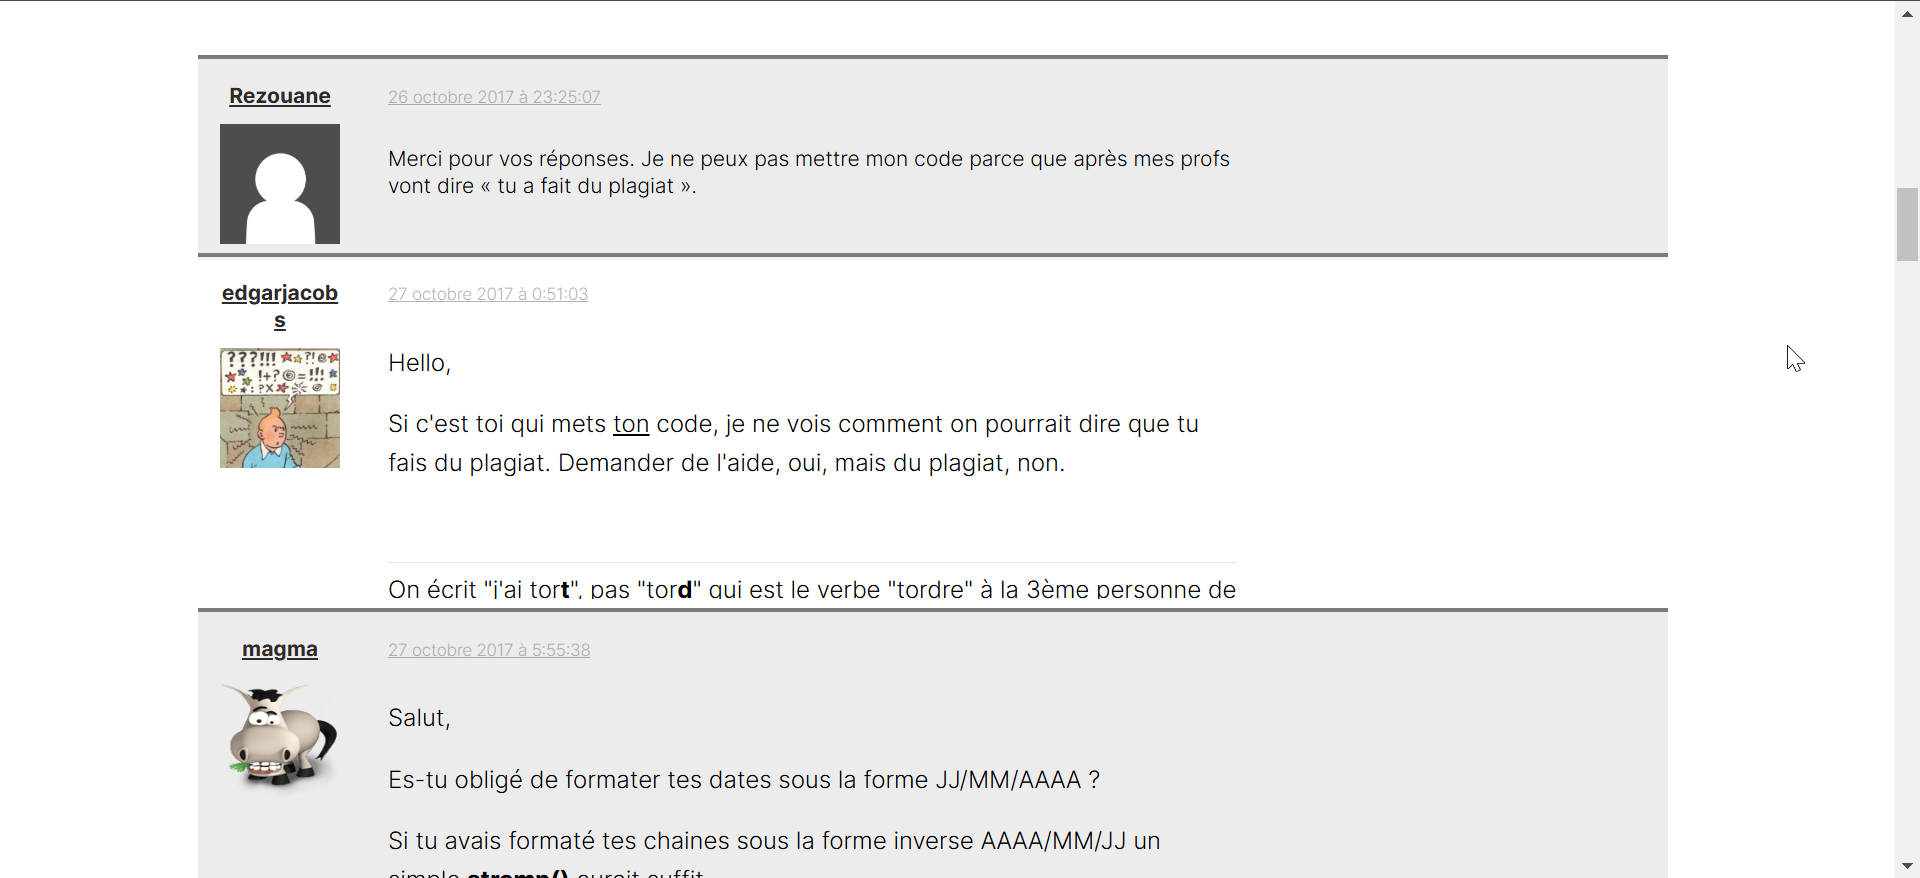 Rezouane
26 octobre 2017 à 23:25:07
Merci pour vos réponses. Je ne peux pas mettre mon code parce que après mes profs
vont dire « tu a fait du plagiat ».
edgarjacob
s
27 octobre 2017 à 0:51:03
???!!! ?!@
!+?@=!!!
:?X
Hello,
Si c'est toi qui mets ton code, je ne vois comment on pourrait dire que tu
fais du plagiat. Demander de l'aide, oui, mais du plagiat, non.
On écrit "j'ai tort", pas "tord" qui est le verbe "tordre" à la 3ème personne de
magma
27 octobre 2017 à 5:55:38
Salut,
Es-tu obligé de formater tes dates sous la forme JJ/MM/AAAA ?
Si tu avais formaté tes chaines sous la forme inverse AAAA/MM/JJ un
simple strcmp() aurait suffit